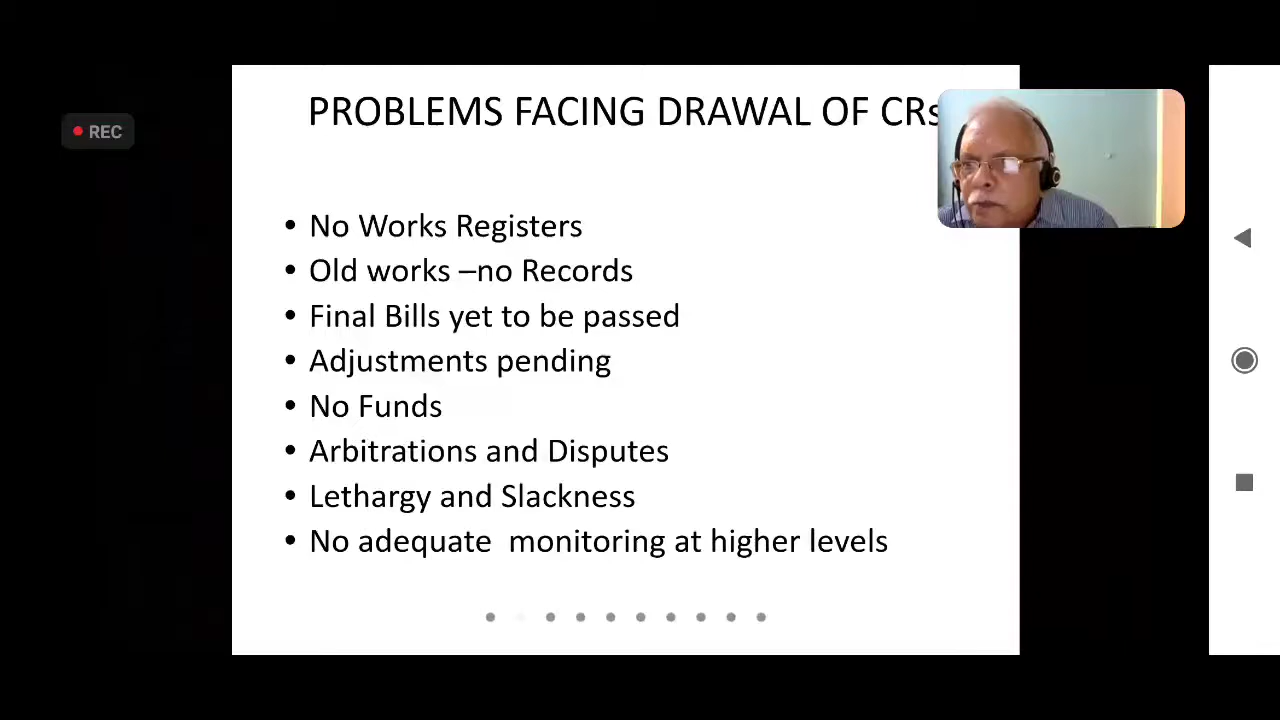 PROBLEMS FACING DRAWAL OF CRs
REC
• No Works Registers
• Old works –no Records
• Final Bills yet to be passed
• Adjustments pending
• No Funds
• Arbitrations and Disputes
• Lethargy and Slackness
• No adequate  monitoring at higher levels